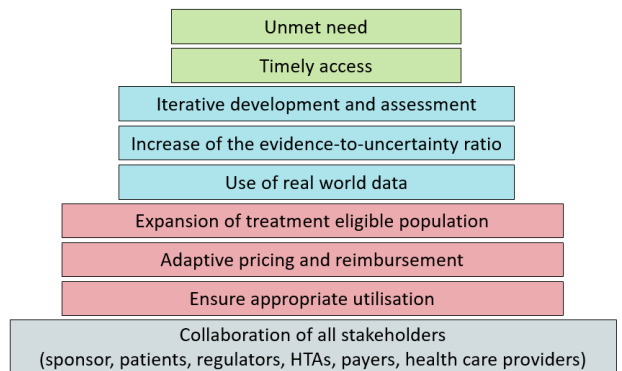 Unmet need
Timely access
Iterative development and assessment
Increase of the evidence-to-uncertainty ratio
Use of real world data
Expansion of treatment eligible population
Adaptive pricing and reimbursement
Ensure appropriate utilisation
Collaboration of all stakeholders
(sponsor, patients, regulators, HTAs, payers, health care providers)